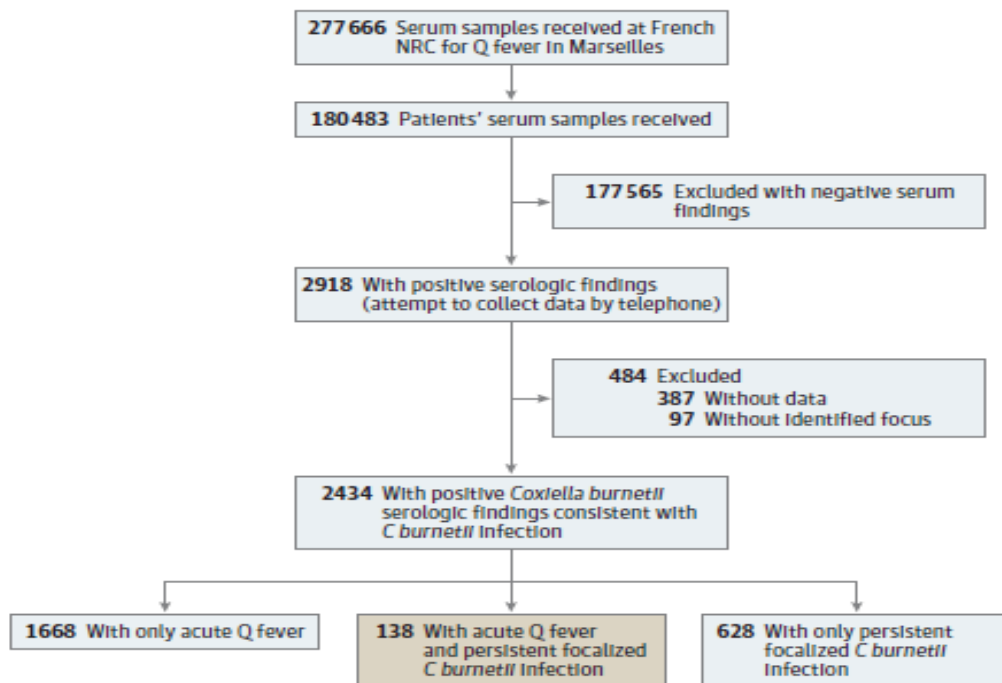 277 666 Serum samples received at French
NRC for Q fever in Marseilles
180 483 Patients' serum samples received
177 565 Excluded with negative serum
findings
2918 With positive serologic findings
(attempt to collect data by telephone)
484 Excluded
387 Without data
97 Without identified focus
2434 With positive Coxiella burnetii
serologic findings consistent with
C burnetii infection
1668 With only acute Q fever
138 With acute Q fever
and persistent focalized
C burnetii infection
628 With only persistent
focalized C burnetii
infection